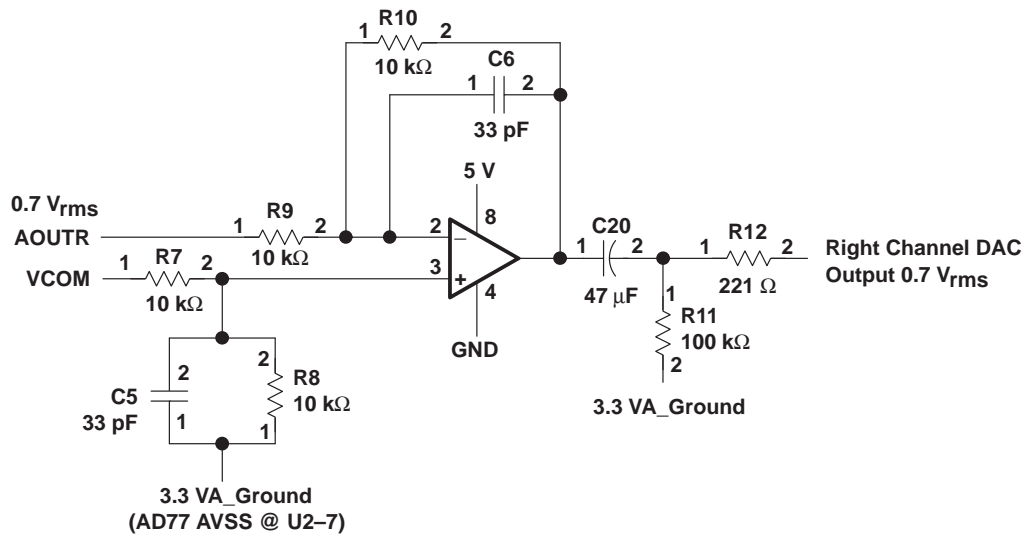 R10
1 2
10 kΩ
C6
1 2
33 pF
5 V
8
0.7 Vrms
AOUTR
1 R9 2
10 kΩ
2
–
VCOM
1 R7 2
10 kΩ
3
+
4
GND
C20
1 2
47 μF
R12
1 2
221 Ω
Right Channel DAC
Output 0.7 Vrms
1
R11
100 kΩ
2
3.3 VA_Ground
2
C5
33 pF
1
2
R8
10 kΩ
1
3.3 VA_Ground
(AD77 AVSS @ U2–7)